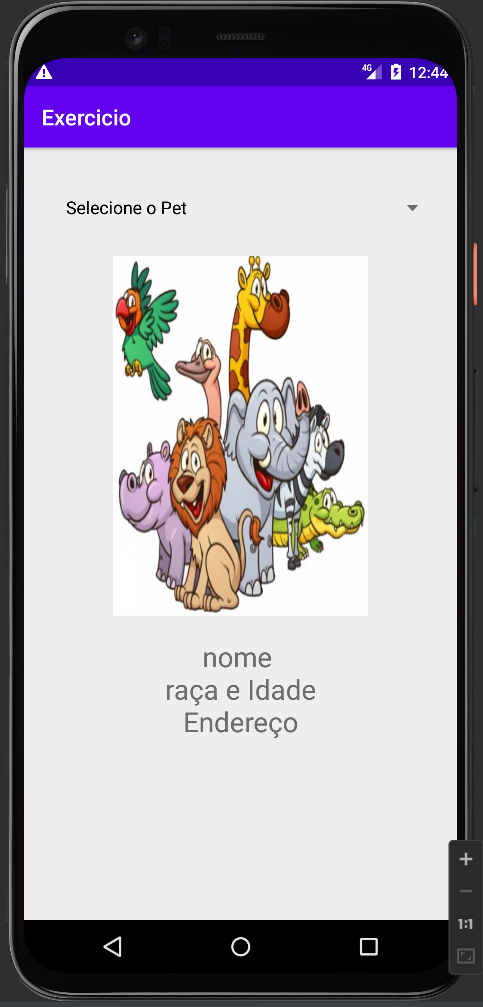 4G 12:44
Exercicio
Selecione o Pet
nome
raça e Idade
Endereço
1:1